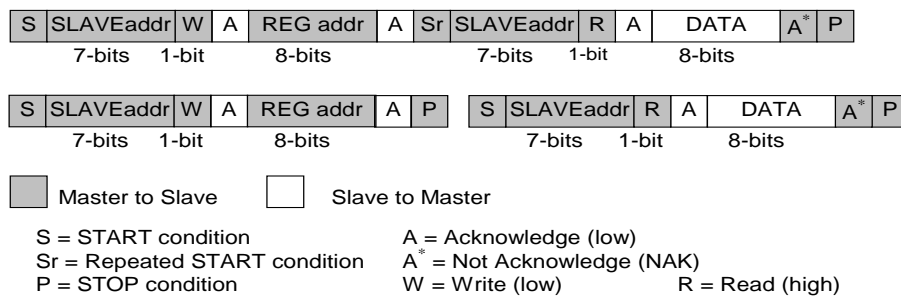 S SLAVEaddr W A REG addr A Sr SLAVEaddr R A DATA A* P
7-bits 1-bit 8-bits 7-bits 1-bit 8-bits
S SLAVEaddr W A REG addr A P S SLAVEaddr R A DATA A* P
7-bits 1-bit 8-bits 7-bits 1-bit 8-bits
Master to Slave Slave to Master
S = START condition A = Acknowledge (low)
Sr = Repeated START condition A* = Not Acknowledge (NAK)
P = STOP condition W = Write (low) R = Read (high)